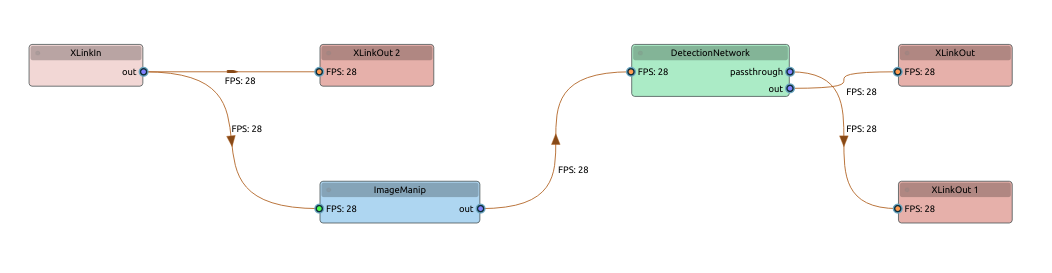 XLinkIn
out
FPS: 28
XLinkOut 2
FPS: 28
FPS: 28
ImageManip
FPS: 28
out
FPS: 28
DetectionNetwork
FPS: 28
passthrough
out
FPS: 28
XLinkOut
FPS: 28
FPS: 28
XLinkOut 1
FPS: 28